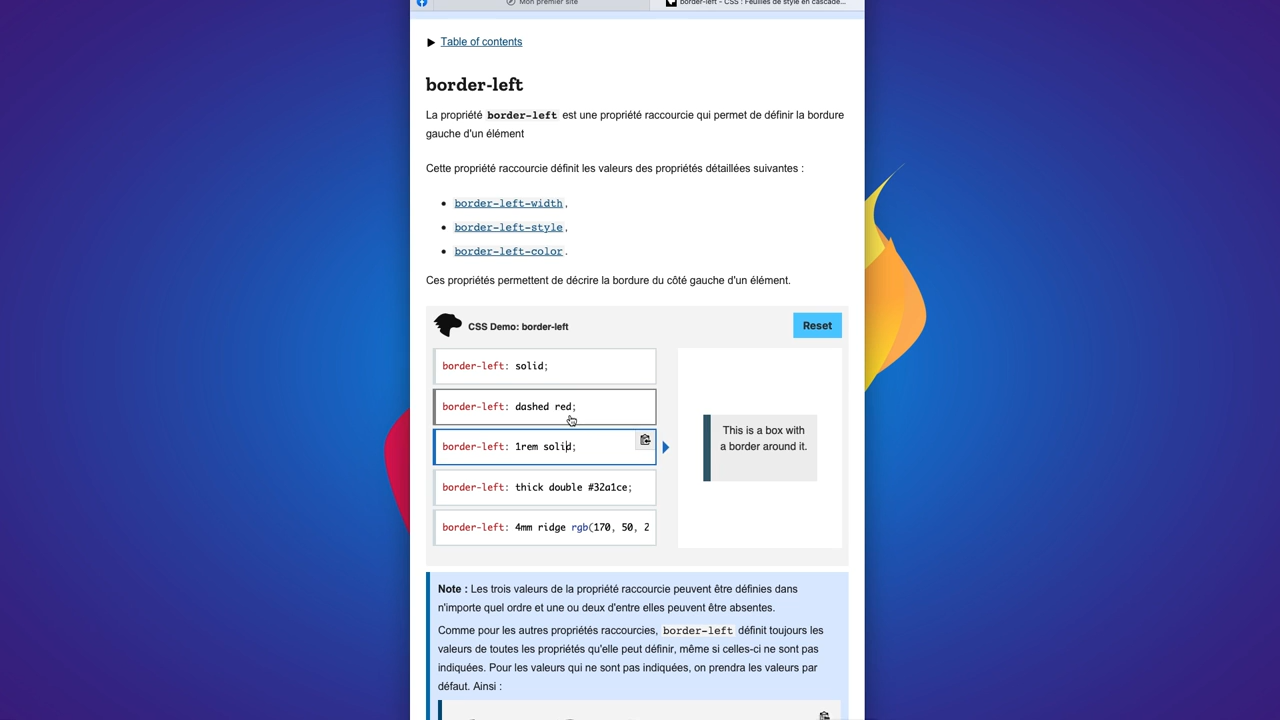 Mon premier site
border-left - CSS : Feuilles de style en cascade...
Table of contents
border-left
La propriété border-left est une propriété raccourcie qui permet de définir la bordure
gauche d'un élément
Cette propriété raccourcie définit les valeurs des propriétés détaillées suivantes :
border-left-width,
border-left-style,
border-left-color.
Ces propriétés permettent de décrire la bordure du côté gauche d'un élément.
CSS Demo: border-left
Reset
border-left: solid;
border-left: dashed red;
border-left: 1rem solid;
border-left: thick double #32a1ce;
border-left: 4mm ridge rgb(170, 50, 2
This is a box with
a border around it.
Note : Les trois valeurs de la propriété raccourcie peuvent être définies dans
n'importe quel ordre et une ou deux d'entre elles peuvent être absentes.
Comme pour les autres propriétés raccourcies, border-left définit toujours les
valeurs de toutes les propriétés qu'elle peut définir, même si celles-ci ne sont pas
indiquées. Pour les valeurs qui ne sont pas indiquées, on prendra les valeurs par
défaut. Ainsi :